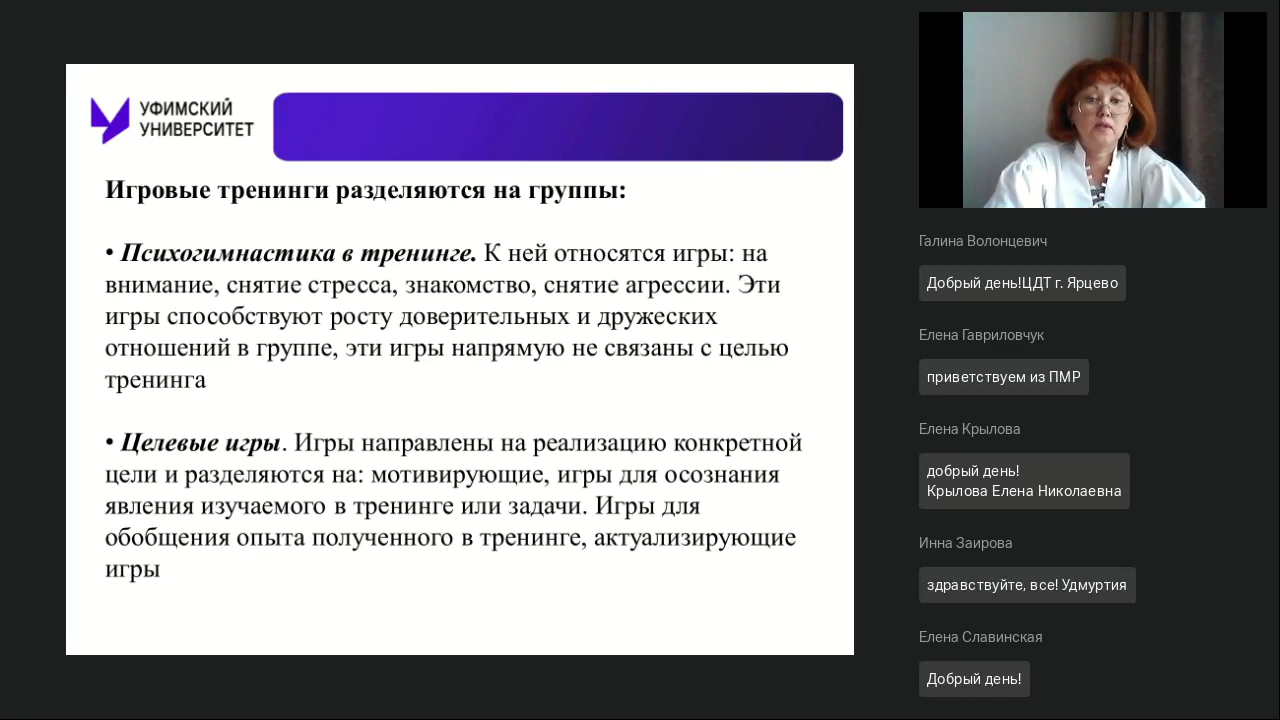 УФИМСКИЙ
УНИВЕРСИТЕТ
Игровые тренинги разделяются на группы:
• Психогимнастика в тренинге. К ней относятся игры: на
внимание, снятие стресса, знакомство, снятие агрессии. Эти
игры способствуют росту доверительных и дружеских
отношений в группе, эти игры напрямую не связаны с целью
тренинга
• Целевые игры. Игры направлены на реализацию конкретной
цели и разделяются на: мотивирующие, игры для осознания
явления изучаемого в тренинге или задачи. Игры для
обобщения опыта полученного в тренинге, актуализирующие
игры
Галина Волонцевич
Добрый день!ЦДТ г. Ярцево
Елена Гавриловчук
приветствуем из ПМР
Елена Крылова
добрый день!
Крылова Елена Николаевна
Инна Заирова
здравствуйте, все! Удмуртия
Елена Славинская
Добрый день!